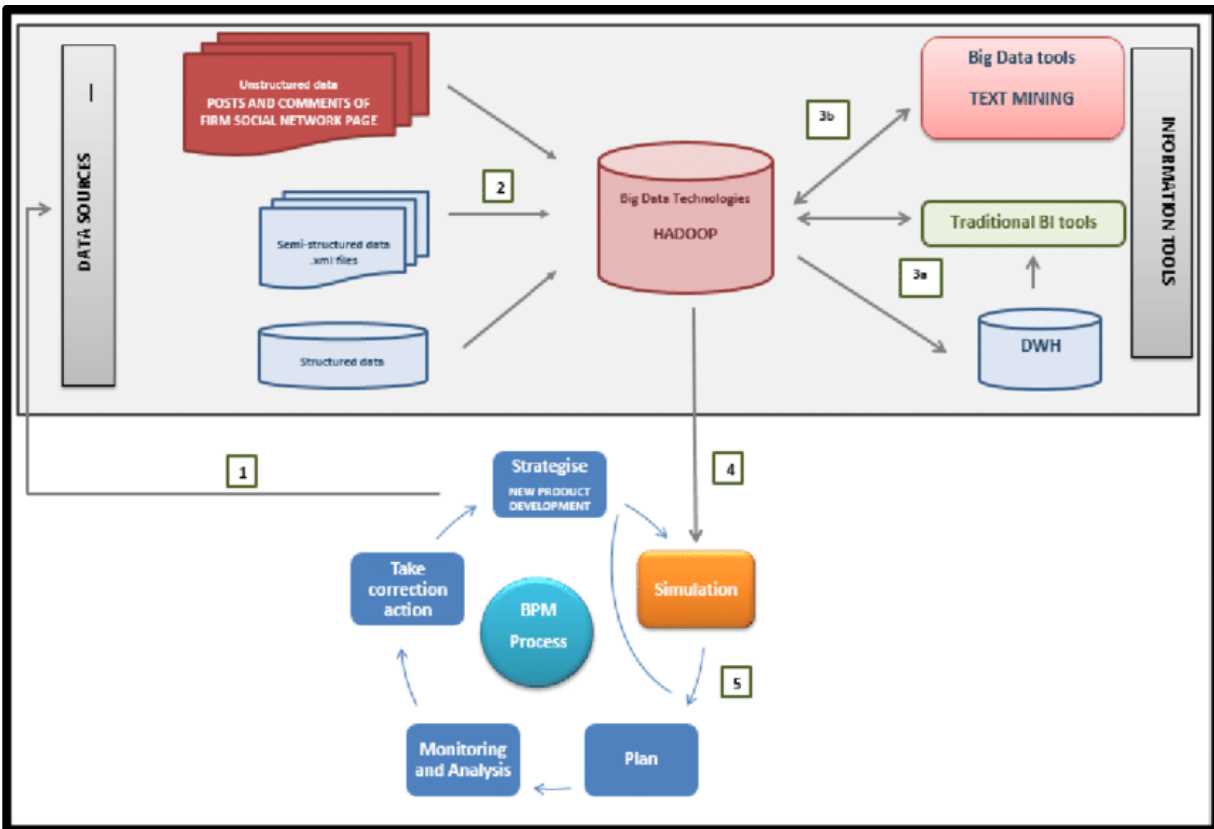 DATA SOURCES
Unstructured data
POSTS AND COMMENTS OF
FIRM SOCIAL NETWORK PAGE
Semi-structured data
.xml files
Structured data
2
Big Data Technologies
HADOOP
3b
Big Data tools
TEXT MINING
Traditional BI tools
3a
DWH
INFORMATION TOOLS
1
4
Strategise
NEW PRODUCT
DEVELOPMENT
Simulation
5
Plan
Monitoring
and Analysis
Take
correction
action
BPM
Process